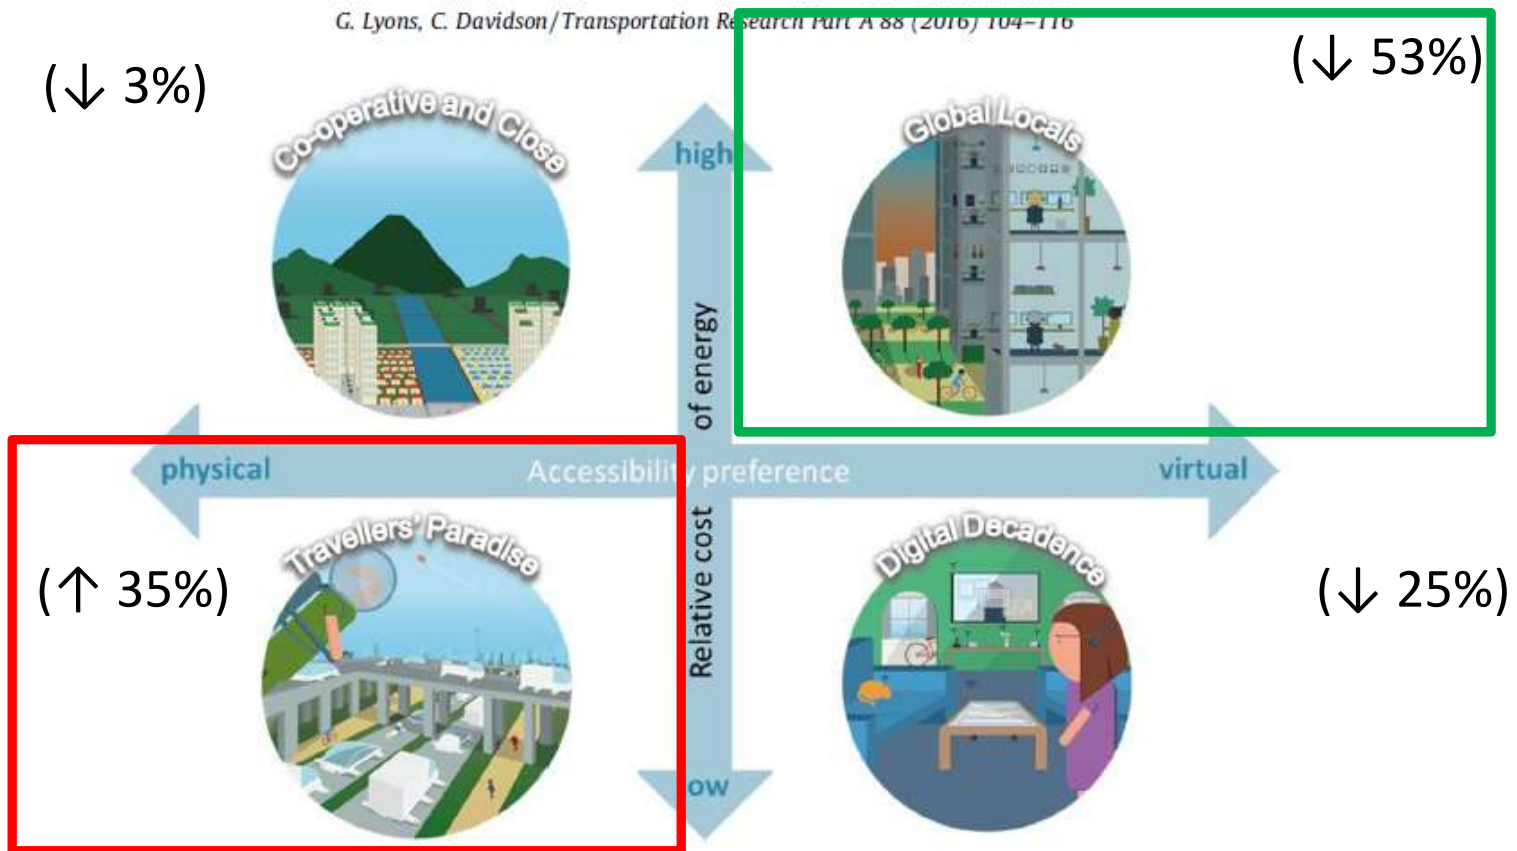 G. Lyons, C. Davidson/Transportation Research Part A 88 (2016) 104–116
(↓ 3%)
(↓ 53%)
Co-operative and Close
Global Locals
high
of energy
physical
Accessibility preference
virtual
Relative cost
Travellers' Paradise
Digital Decadence
(↑ 35%)
(↓ 25%)
low